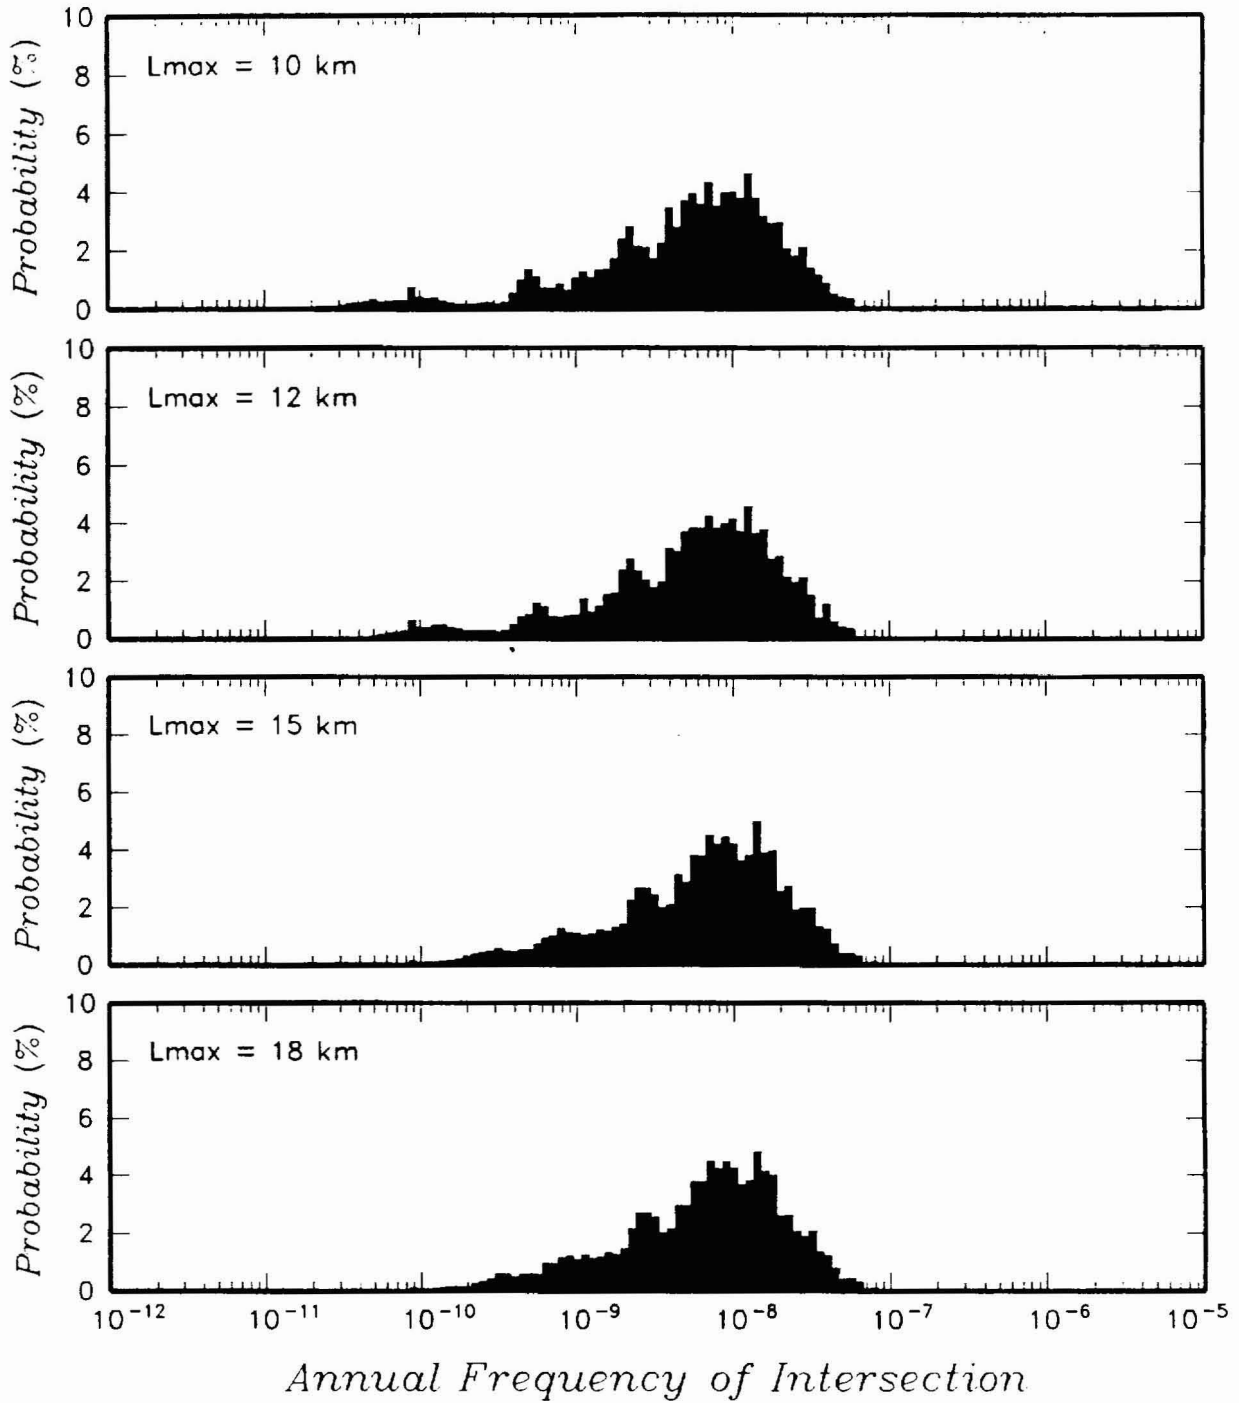 10
8
6
4
2
0
Probability (%)
Lmax = 10 km
10
8
6
4
2
0
Probability (%)
Lmax = 12 km
10
8
6
4
2
0
Probability (%)
Lmax = 15 km
10
8
6
4
2
0
Probability (%)
Lmax = 18 km
10⁻¹² 10⁻¹¹ 10⁻¹⁰ 10⁻⁹ 10⁻⁸ 10⁻⁷ 10⁻⁶ 10⁻⁵
Annual Frequency of Intersection